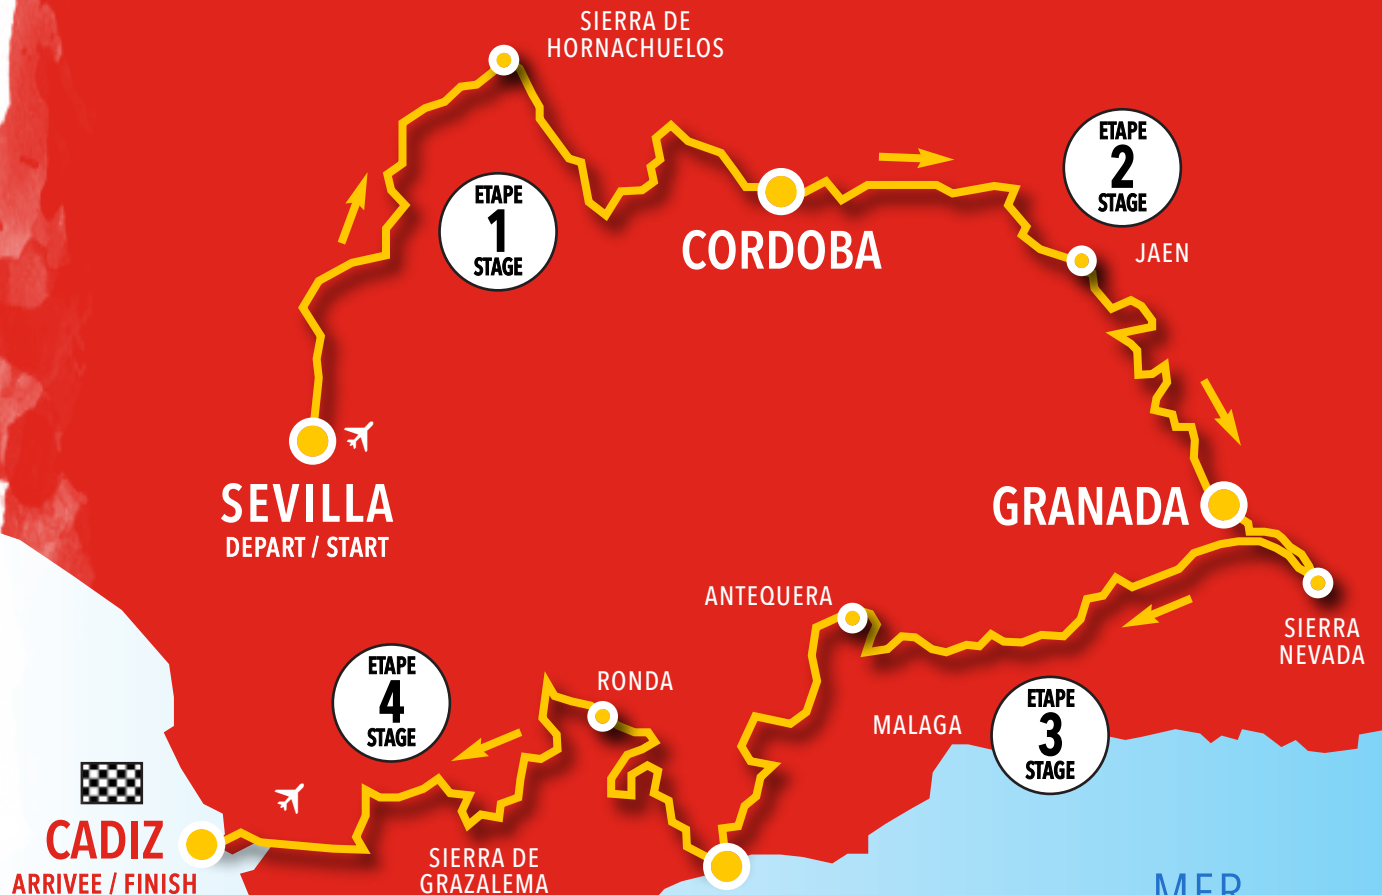 SIERRA DE
HORNACHUELOS
ETAPE
1
STAGE
ETAPE
2
STAGE
CORDOBA
JAEN
SEVILLA
DEPART / START
GRANADA
ANTEQUERA
SIERRA
NEVADA
ETAPE
4
STAGE
RONDA
MALAGA
ETAPE
3
STAGE
CADIZ
ARRIVEE / FINISH
SIERRA DE
GRAZALEMA
MER